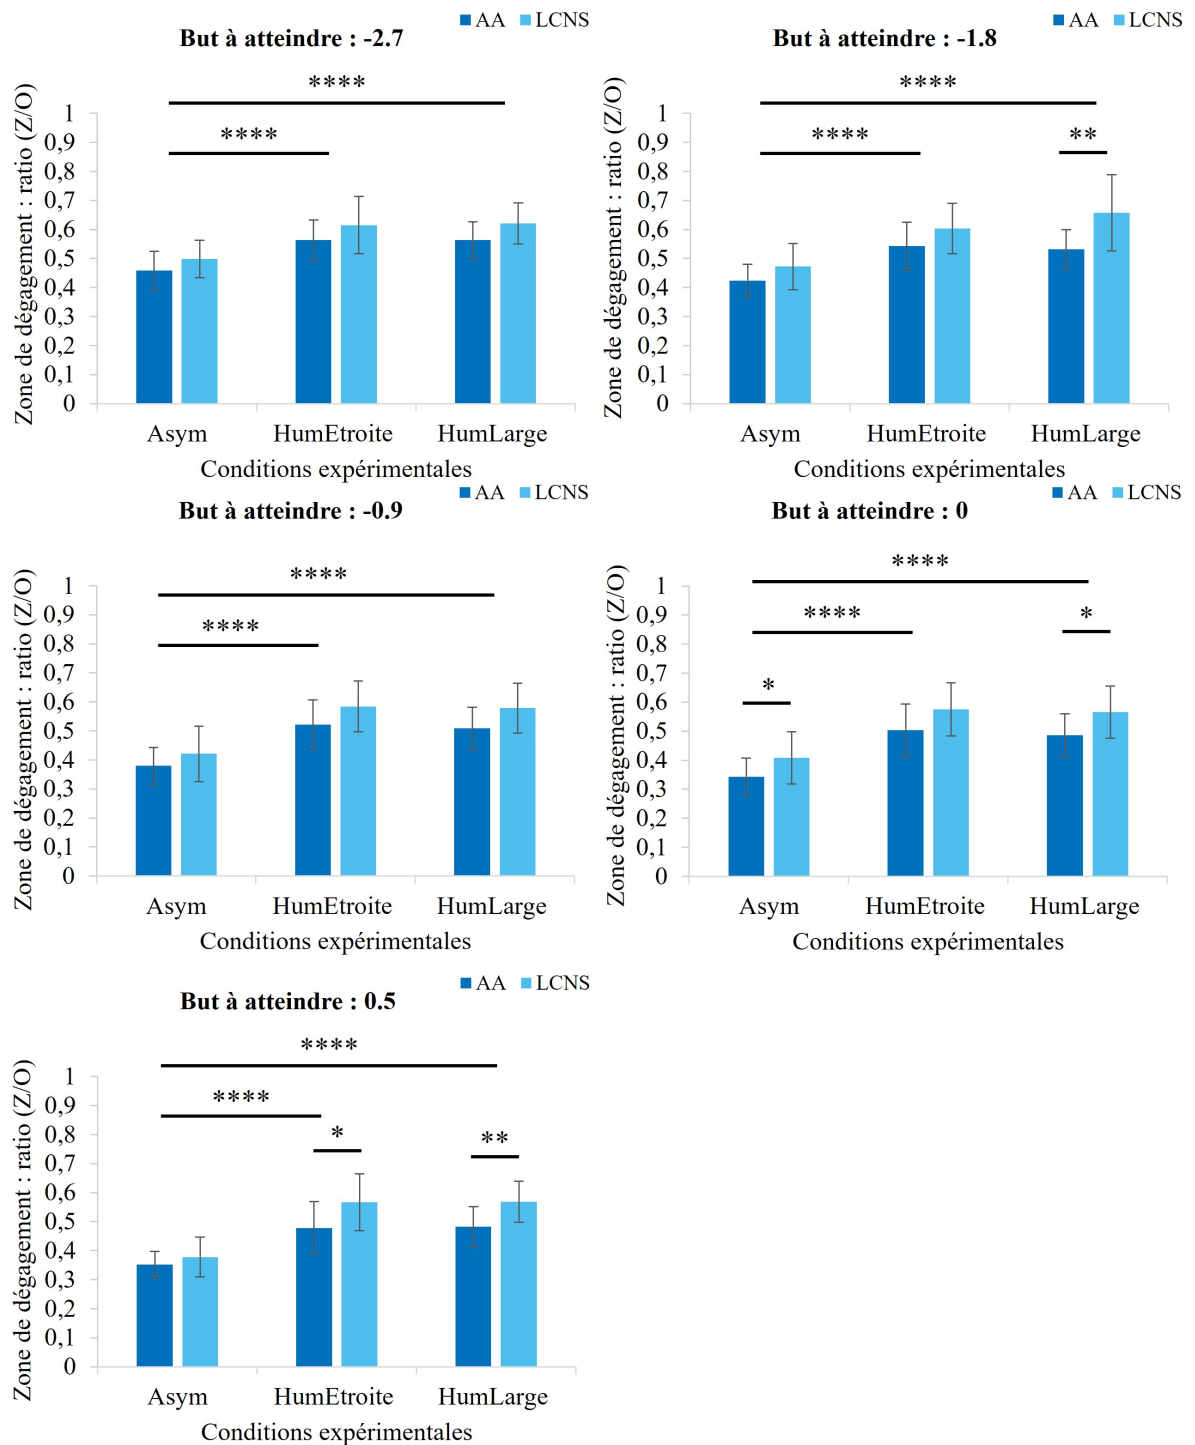 AA LCNS
But à atteindre : -2.7
****
****
Zone de dégagement : ratio (Z/O)
1
0,9
0,8
0,7
0,6
0,5
0,4
0,3
0,2
0,1
0
Asym HumEtroite HumLarge
Conditions expérimentales
AA LCNS
But à atteindre : -1.8
****
****
**
Zone de dégagement : ratio (Z/O)
1
0,9
0,8
0,7
0,6
0,5
0,4
0,3
0,2
0,1
0
Asym HumEtroite HumLarge
Conditions expérimentales
AA LCNS
But à atteindre : -0.9
****
****
Zone de dégagement : ratio (Z/O)
1
0,9
0,8
0,7
0,6
0,5
0,4
0,3
0,2
0,1
0
Asym HumEtroite HumLarge
Conditions expérimentales
AA LCNS
But à atteindre : 0
****
****
*
*
Zone de dégagement : ratio (Z/O)
1
0,9
0,8
0,7
0,6
0,5
0,4
0,3
0,2
0,1
0
Asym HumEtroite HumLarge
Conditions expérimentales
AA LCNS
But à atteindre : 0.5
****
****
*
**
Zone de dégagement : ratio (Z/O)
1
0,9
0,8
0,7
0,6
0,5
0,4
0,3
0,2
0,1
0
Asym HumEtroite HumLarge
Conditions expérimentales